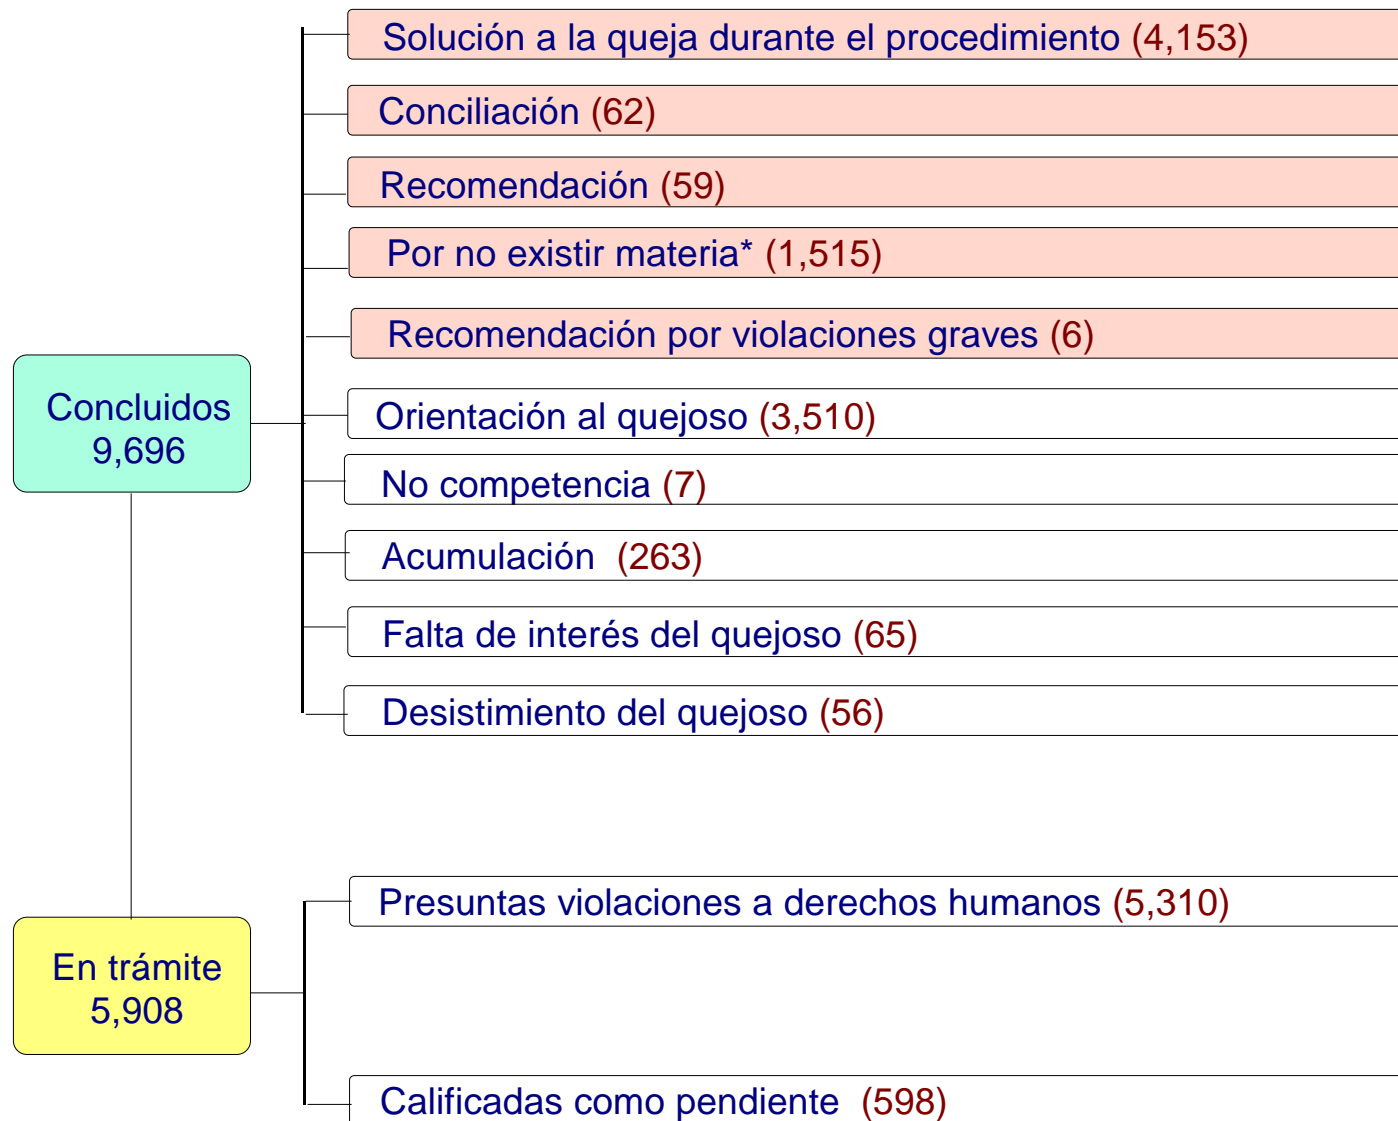 Solución a la queja durante el procedimiento (4,153)
Conciliación (62)
Recomendación (59)
Por no existir materia* (1,515)
Recomendación por violaciones graves (6)
Concluidos
9,696
Orientación al quejoso (3,510)
No competencia (7)
Acumulación (263)
Falta de interés del quejoso (65)
Desistimiento del quejoso (56)
Presuntas violaciones a derechos humanos (5,310)
En trámite
5,908
Calificadas como pendiente (598)